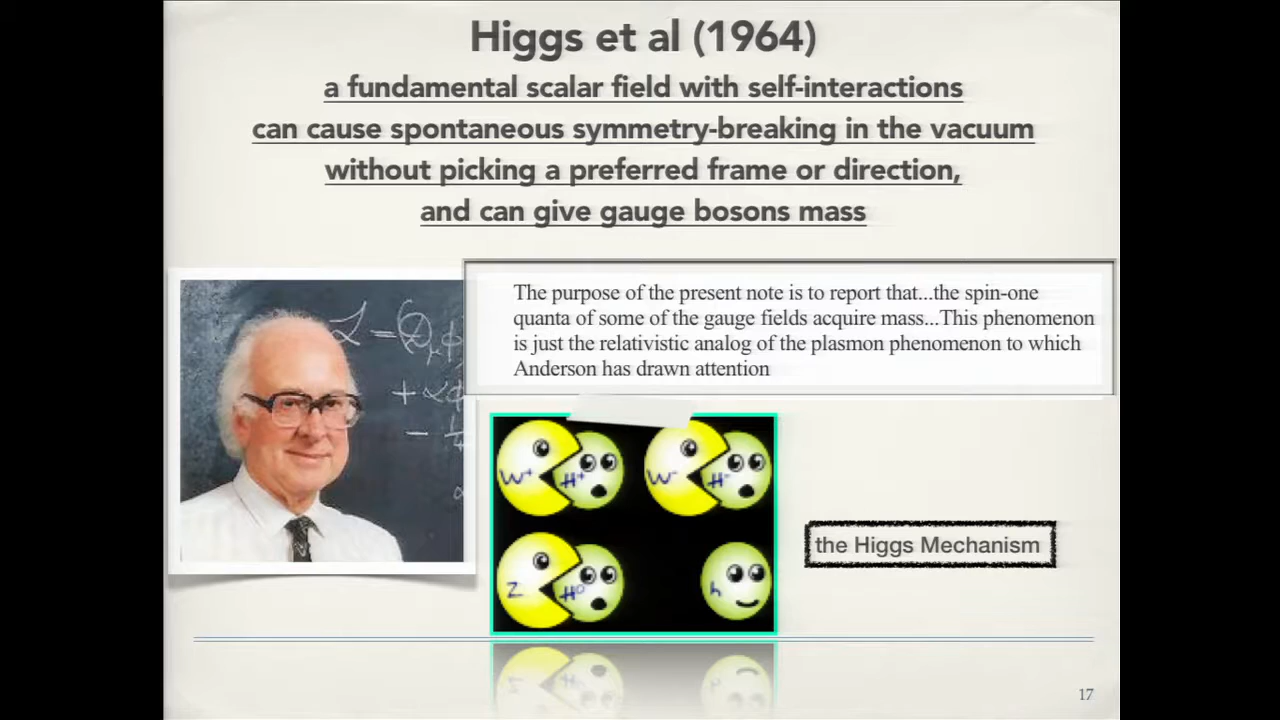 Higgs et al (1964)
a fundamental scalar field with self-interactions
can cause spontaneous symmetry-breaking in the vacuum
without picking a preferred frame or direction,
and can give gauge bosons mass
The purpose of the present note is to report that...the spin-one
quanta of some of the gauge fields acquire mass...This phenomenon
is just the relativistic analog of the plasmon phenomenon to which
Anderson has drawn attention
W⁺ H⁺ W⁻ H⁻
Z H⁰ h
the Higgs Mechanism
17